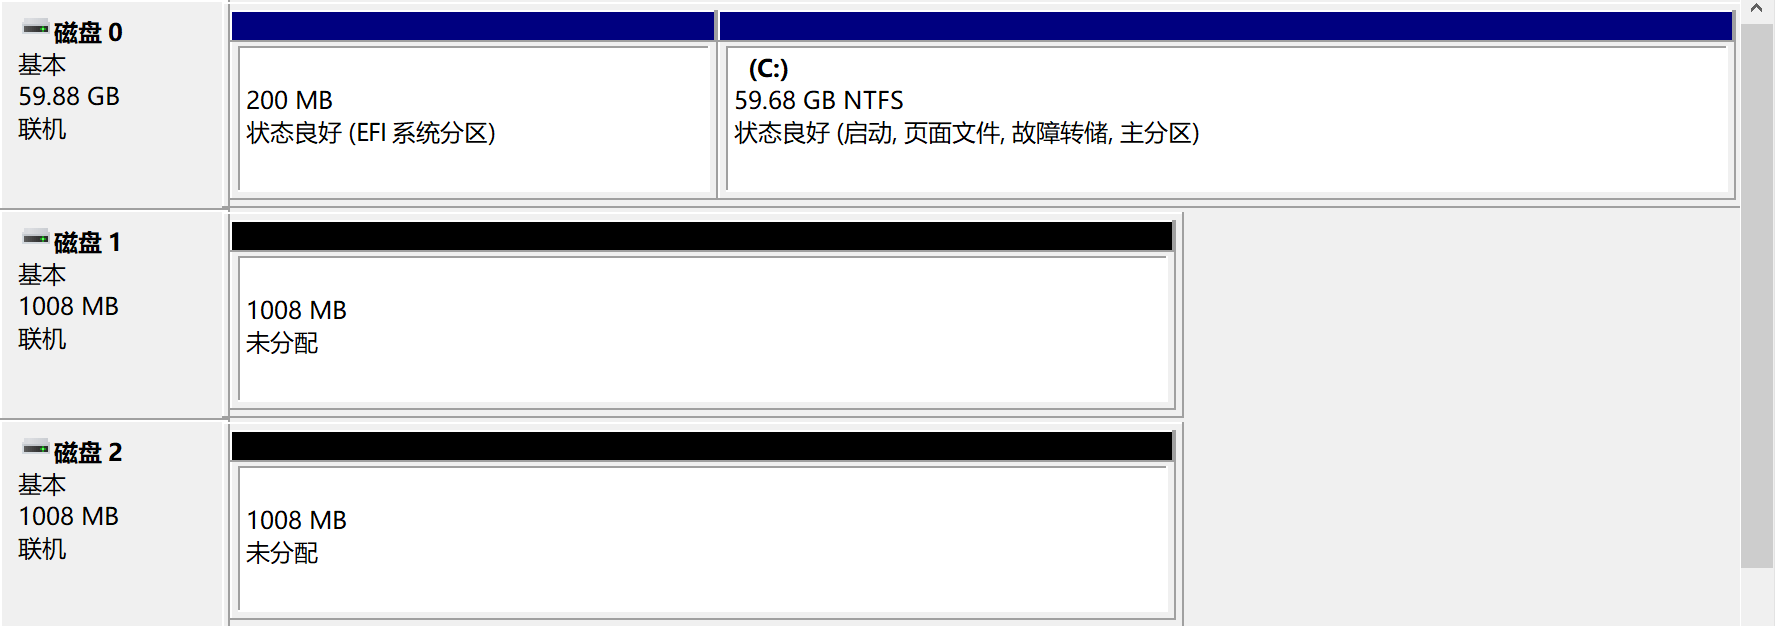 磁盘 0
基本
59.88 GB
联机
200 MB
状态良好 (EFI 系统分区)
(C:)
59.68 GB NTFS
状态良好 (启动, 页面文件, 故障转储, 主分区)
磁盘 1
基本
1008 MB
联机
1008 MB
未分配
磁盘 2
基本
1008 MB
联机
1008 MB
未分配